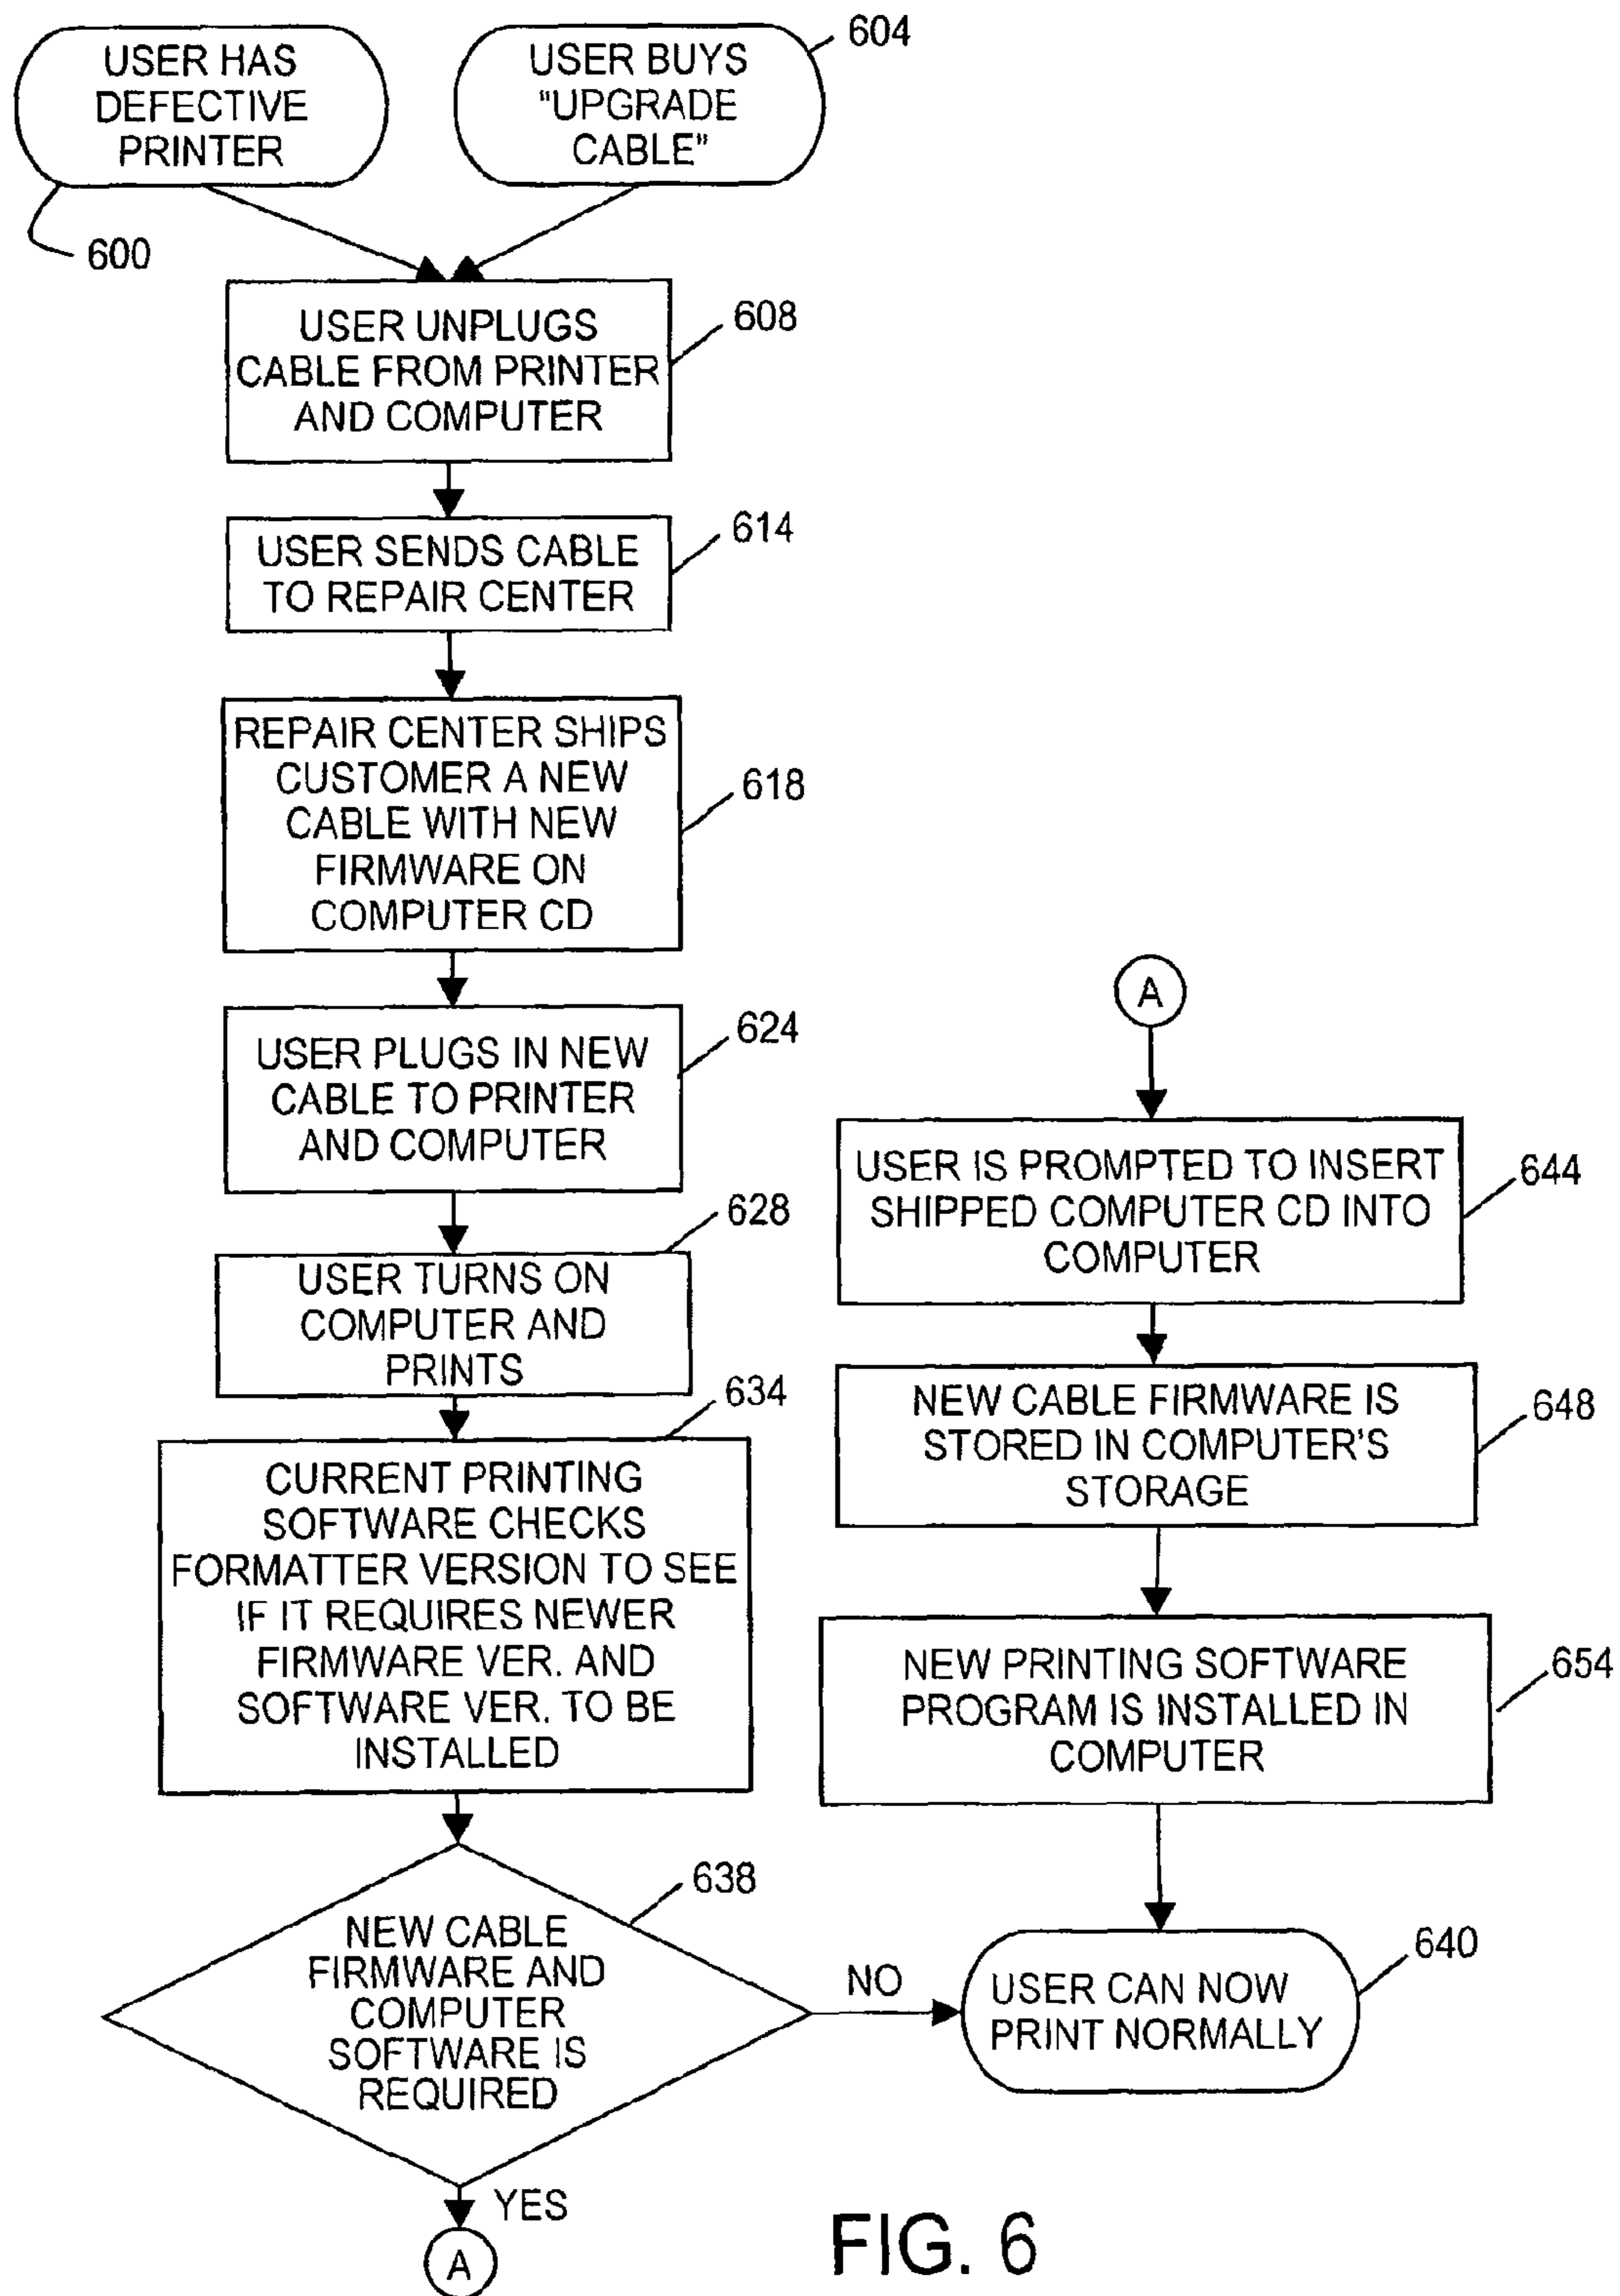 USER HAS
DEFECTIVE
PRINTER
600
USER BUYS
"UPGRADE
CABLE"
604
USER UNPLUGS
CABLE FROM PRINTER
AND COMPUTER
608
USER SENDS CABLE
TO REPAIR CENTER
614
REPAIR CENTER SHIPS
CUSTOMER A NEW
CABLE WITH NEW
FIRMWARE ON
COMPUTER CD
618
USER PLUGS IN NEW
CABLE TO PRINTER
AND COMPUTER
624
USER TURNS ON
COMPUTER AND
PRINTS
628
CURRENT PRINTING
SOFTWARE CHECKS
FORMATTER VERSION TO SEE
IF IT REQUIRES NEWER
FIRMWARE VER. AND
SOFTWARE VER. TO BE
INSTALLED
634
NEW CABLE
FIRMWARE AND
COMPUTER
SOFTWARE IS
REQUIRED
638
NO
YES
A
A
USER IS PROMPTED TO INSERT
SHIPPED COMPUTER CD INTO
COMPUTER
644
NEW CABLE FIRMWARE IS
STORED IN COMPUTER'S
STORAGE
648
NEW PRINTING SOFTWARE
PROGRAM IS INSTALLED IN
COMPUTER
654
USER CAN NOW
PRINT NORMALLY
640
FIG. 6